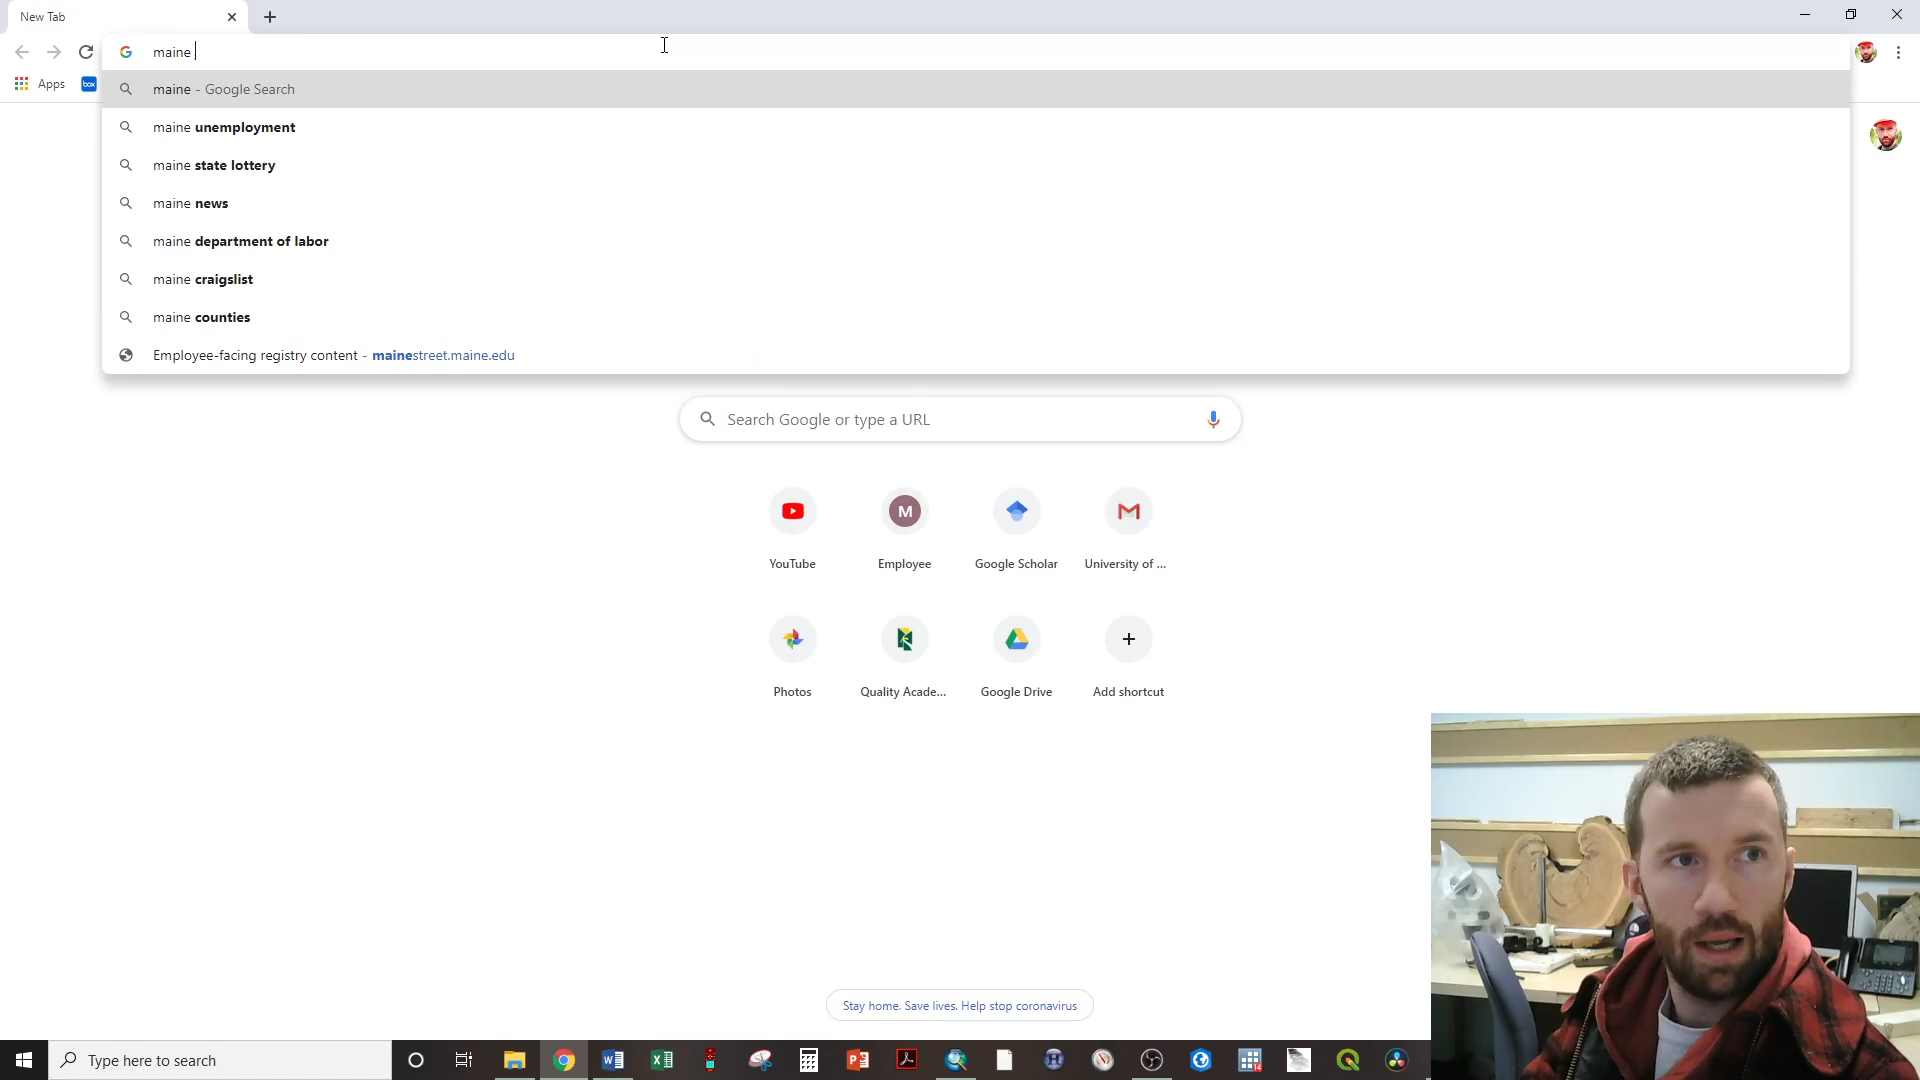 New Tab
maine
Apps
box
maine - Google Search
maine unemployment
maine state lottery
maine news
maine department of labor
maine craigslist
maine counties
Employee-facing registry content - mainestreet.maine.edu
Search Google or type a URL
M
YouTube
Employee
Google Scholar
University of ...
Photos
Quality Acade...
Google Drive
Add shortcut
Stay home. Save lives. Help stop coronavirus
Type here to search
14